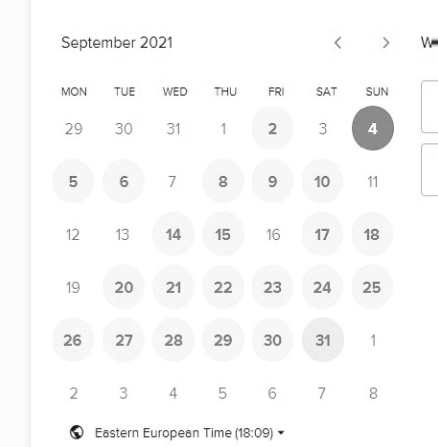 September 2021
MON TUE WED THU FRI SAT SUN
29 30 31 1 2 3 4
5 6 7 8 9 10 11
12 13 14 15 16 17 18
19 20 21 22 23 24 25
26 27 28 29 30 31 1
2 3 4 5 6 7 8
Eastern European Time (18:09)